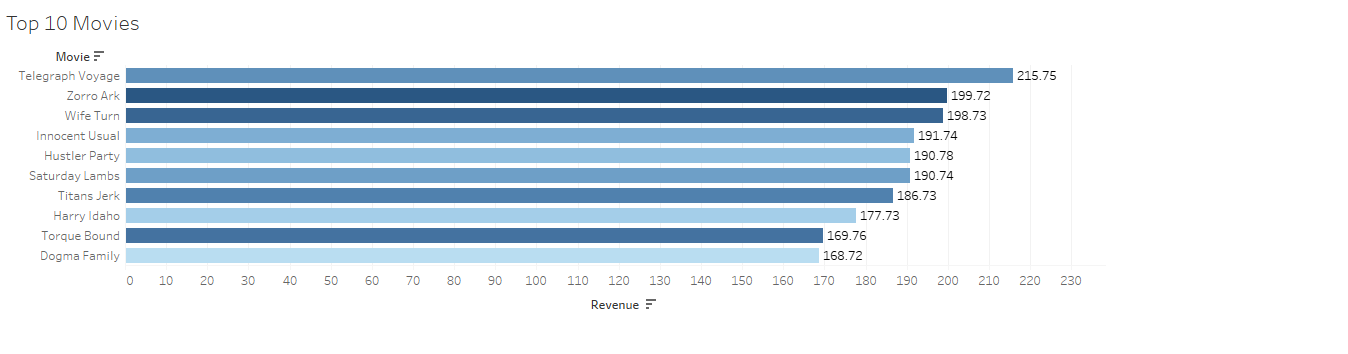 Top 10 Movies
Movie
Telegraph Voyage 215.75
Zorro Ark 199.72
Wife Turn 198.73
Innocent Usual 191.74
Hustler Party 190.78
Saturday Lambs 190.74
Titans Jerk 186.73
Harry Idaho 177.73
Torque Bound 169.76
Dogma Family 168.72
0 10 20 30 40 50 60 70 80 90 100 110 120 130 140 150 160 170 180 190 200 210 220 230
Revenue